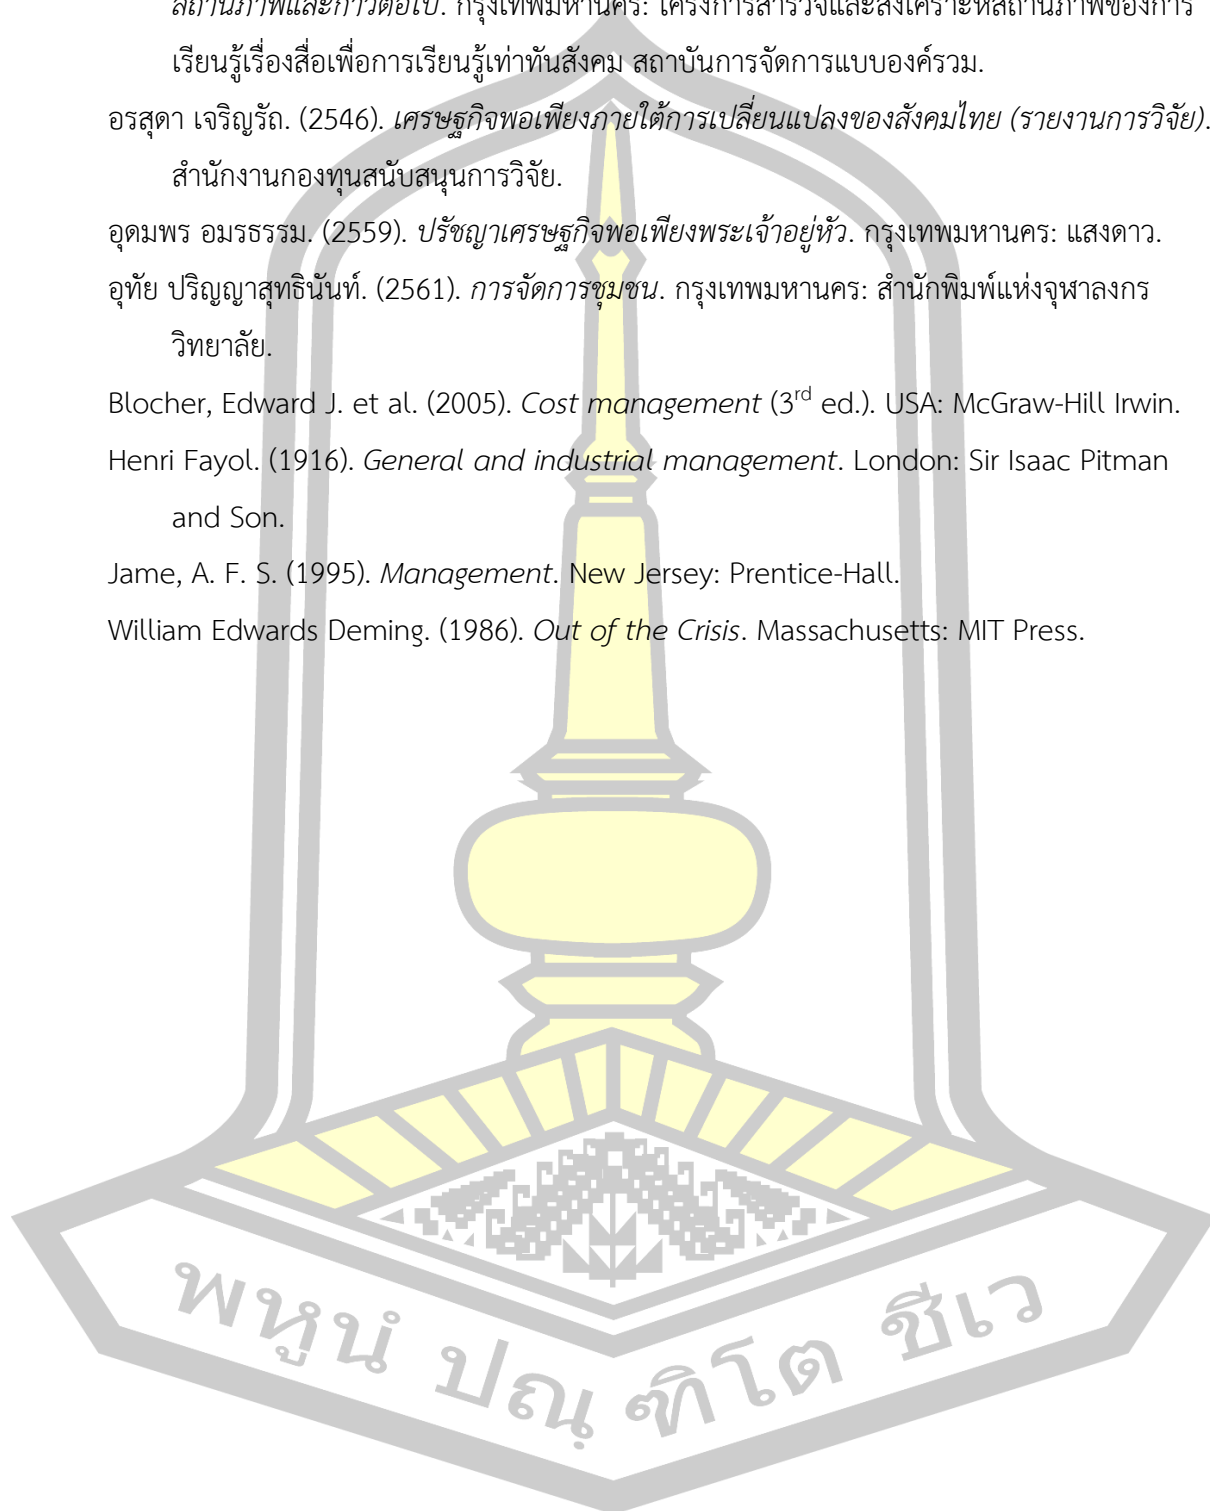 สถานภาพและก้าวต่อไป. กรุงเทพมหานคร: โครงการสำรวจและสังเคราะห์สถานภาพของการ
เรียนรู้เรื่องสื่อเพื่อการเรียนรู้เท่าทันสังคม สถาบันการจัดการแบบองค์รวม.
อรสุดา เจริญรัถ. (2546). เศรษฐกิจพอเพียงภายใต้การเปลี่ยนแปลงของสังคมไทย (รายงานการวิจัย).
สำนักงานกองทุนสนับสนุนการวิจัย.
อุดมพร อมรธรรม. (2559). ปรัชญาเศรษฐกิจพอเพียงพระเจ้าอยู่หัว. กรุงเทพมหานคร: แสงดาว.
อุทัย ปริญญาสุทธินันท์. (2561). การจัดการชุมชน. กรุงเทพมหานคร: สำนักพิมพ์แห่งจุฬาลงกร
วิทยาลัย.
Blocher, Edward J. et al. (2005). Cost management (3rd ed.). USA: McGraw-Hill Irwin.
Henri Fayol. (1916). General and industrial management. London: Sir Isaac Pitman
and Son.
Jame, A. F. S. (1995). Management. New Jersey: Prentice-Hall.
William Edwards Deming. (1986). Out of the Crisis. Massachusetts: MIT Press.
พหูนํ ปณฺฑิโต ชีเว